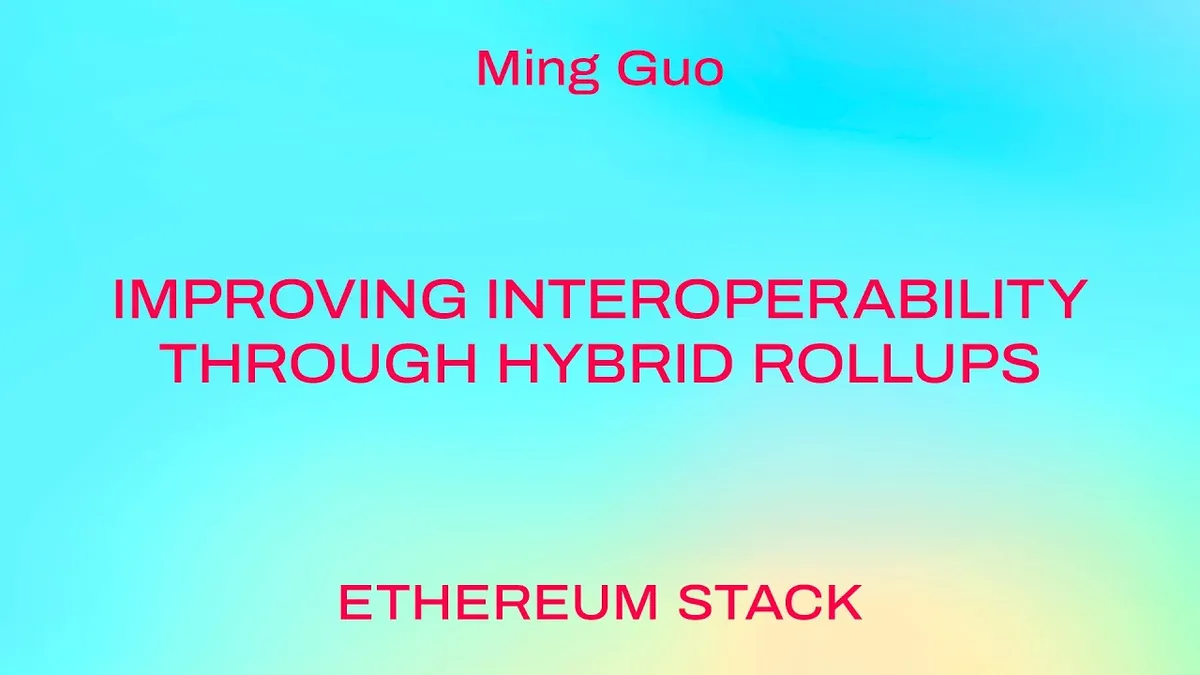 Ming Guo
IMPROVING INTEROPERABILITY
THROUGH HYBRID ROLLUPS
ETHEREUM STACK